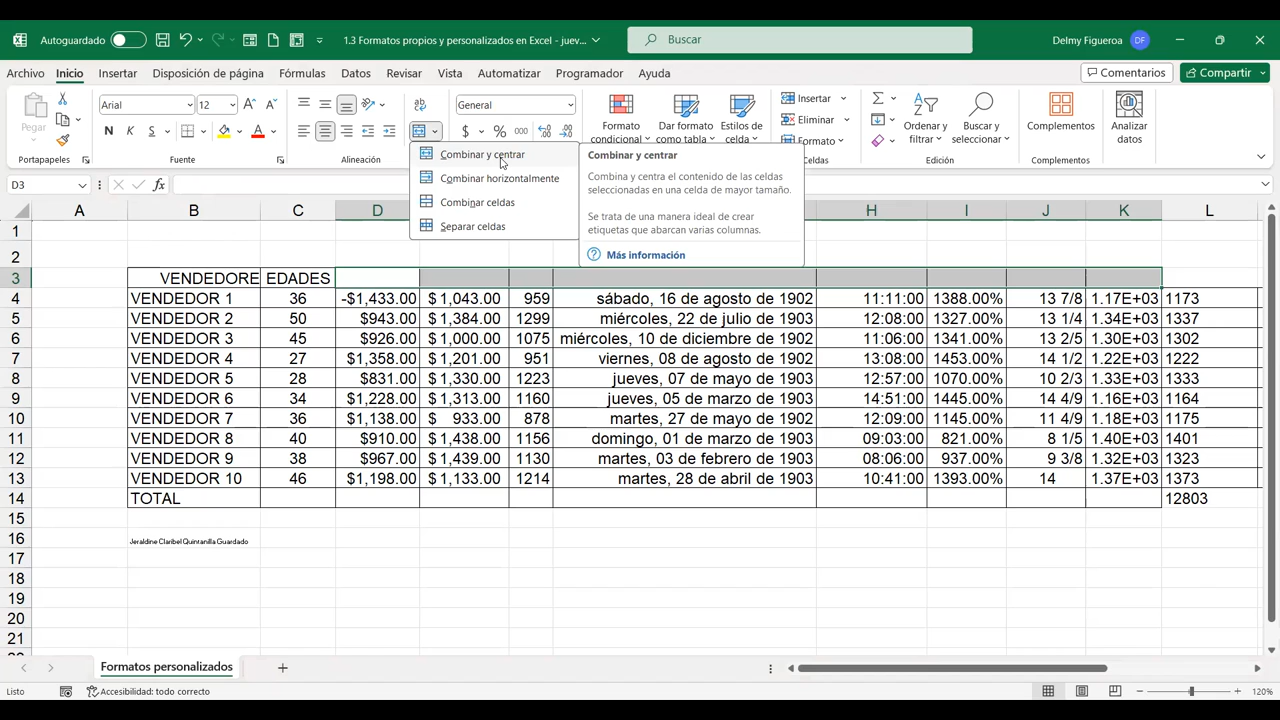 Autoguardado 1.3 Formatos propios y personalizados en Excel - juev... Buscar Delmy Figueroa DF
Archivo Inicio Insertar Disposición de página Fórmulas Datos Revisar Vista Automatizar Programador Ayuda Comentarios Compartir
Pegar Arial 12 General Insertar
N K S $ % 000 Formato condicional Dar formato a la tabla Estilos de celda Eliminar Ordenar y filtrar Buscar y seleccionar Complementos Analizar datos
Formato
Portapapeles Fuente Alineación Celdas Edición Complementos
Combinar y centrar
Combinar horizontalmente
Combinar celdas
Separar celdas
Combinar y centrar
Combina y centra el contenido de las celdas
seleccionadas en una celda de mayor tamaño.
Se trata de una manera ideal de crear
etiquetas que abarcan varias columnas.
Más información
D3 fx
A B C D H I J K L
1
2
3 VENDEDORE EDADES
4 VENDEDOR 1 36 -$1,433.00 $ 1,043.00 959 sábado, 16 de agosto de 1902 11:11:00 1388.00% 13 7/8 1.17E+03 1173
5 VENDEDOR 2 50 $943.00 $ 1,384.00 1299 miércoles, 22 de julio de 1903 12:08:00 1327.00% 13 1/4 1.34E+03 1337
6 VENDEDOR 3 45 $926.00 $ 1,000.00 1075 miércoles, 10 de diciembre de 1902 11:06:00 1341.00% 13 2/5 1.30E+03 1302
7 VENDEDOR 4 27 $1,358.00 $ 1,201.00 951 viernes, 08 de agosto de 1902 13:08:00 1453.00% 14 1/2 1.22E+03 1222
8 VENDEDOR 5 28 $831.00 $ 1,330.00 1223 jueves, 07 de mayo de 1903 12:57:00 1070.00% 10 2/3 1.33E+03 1333
9 VENDEDOR 6 34 $1,228.00 $ 1,313.00 1160 jueves, 05 de marzo de 1903 14:51:00 1445.00% 14 4/9 1.16E+03 1164
10 VENDEDOR 7 36 $1,138.00 $ 933.00 878 martes, 27 de mayo de 1902 12:09:00 1145.00% 11 4/9 1.18E+03 1175
11 VENDEDOR 8 40 $910.00 $ 1,438.00 1156 domingo, 01 de marzo de 1903 09:03:00 821.00% 8 1/5 1.40E+03 1401
12 VENDEDOR 9 38 $967.00 $ 1,439.00 1130 martes, 03 de febrero de 1903 08:06:00 937.00% 9 3/8 1.32E+03 1323
13 VENDEDOR 10 46 $1,198.00 $ 1,133.00 1214 martes, 28 de abril de 1903 10:41:00 1393.00% 14 1.37E+03 1373
14 TOTAL 12803
15
16 Jeraldine Claribel Quintanilla Guardado
17
18
19
20
21
Formatos personalizados
Listo Accesibilidad: todo correcto 120%